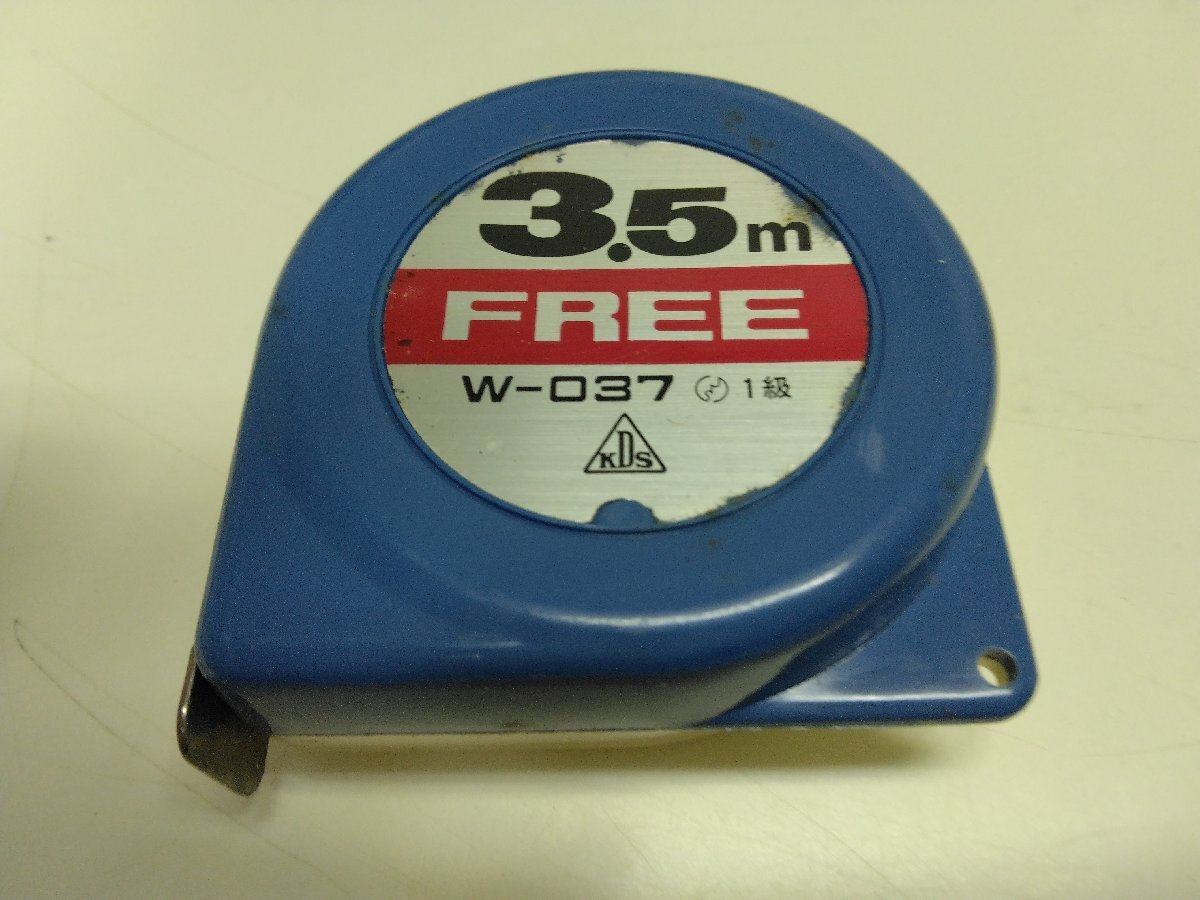 3.5m
FREE
W-037 1級
KDS